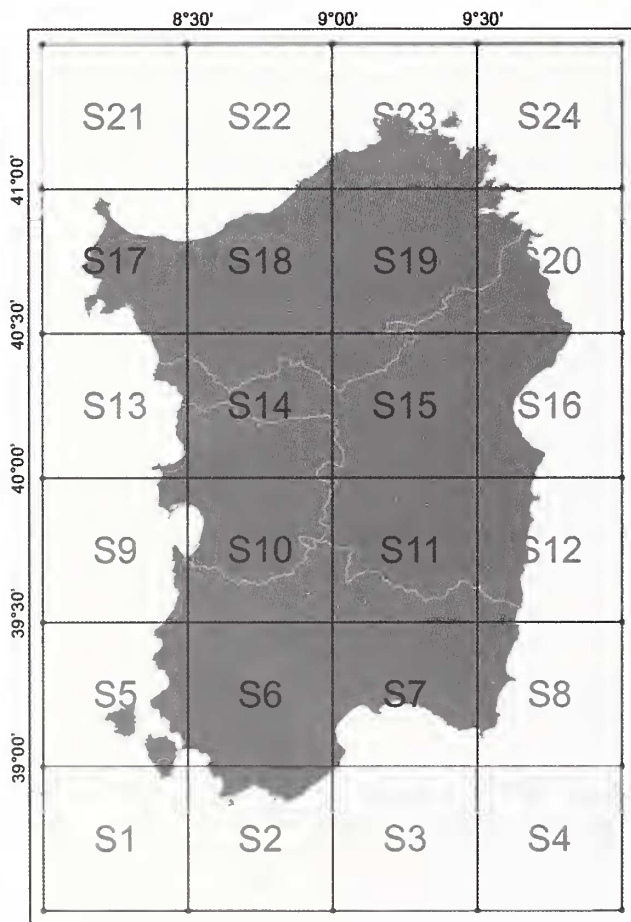 8°30' 9°00' 9°30'
S21 S22 S23 S24
41°00'
S17 S18 S19 S20
40°30'
S13 S14 S15 S16
40°00'
S9 S10 S11 S12
39°30'
S5 S6 S7 S8
39°00'
S1 S2 S3 S4